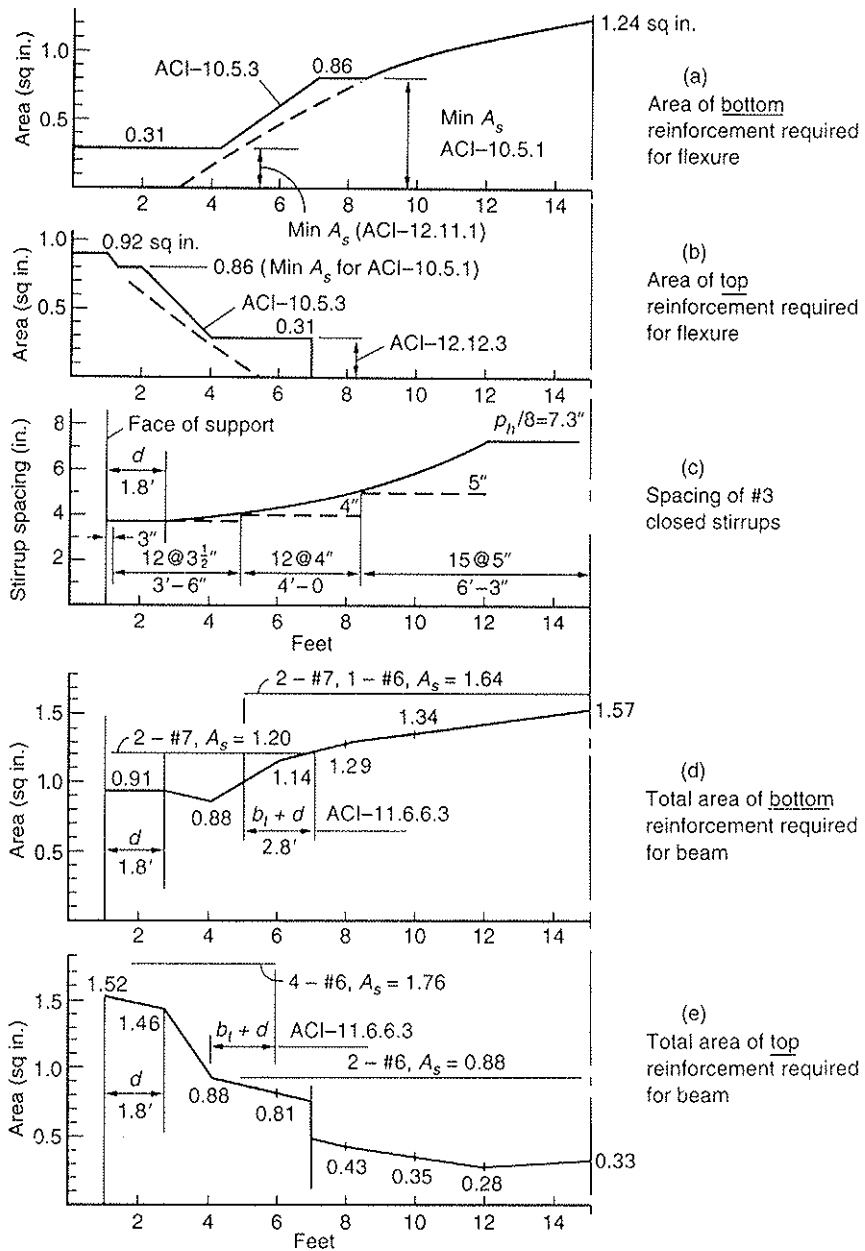 Area (sq in.)
1.0
0.5
ACI–10.5.3
0.31
0.86
1.24 sq in.
Min A_s
ACI–10.5.1
2 4 6 8 10 12 14
Min A_s (ACI–12.11.1)
(a)
Area of bottom
reinforcement required
for flexure
Area (sq in.)
1.0
0.5
0.92 sq in.
0.86 (Min A_s for ACI–10.5.1)
ACI–10.5.3
0.31
ACI–12.12.3
2 4 6 8 10 12 14
(b)
Area of top
reinforcement required
for flexure
Stirrup spacing (in.)
8
6
4
2
Face of support
d
1.8′
p_h/8=7.3″
5″
4″
3″
12@3½″
3′–6″
12@4″
4′–0
15@5″
6′–3″
2 4 6 8 10 12 14
Feet
(c)
Spacing of #3
closed stirrups
Area (sq in.)
1.5
1.0
0.5
2 – #7, 1 – #6, A_s = 1.64
2 – #7, A_s = 1.20
0.91
0.88
1.14
1.29
1.34
1.57
d
1.8′
b_t + d
2.8′
ACI–11.6.6.3
2 4 6 8 10 12 14
(d)
Total area of bottom
reinforcement required
for beam
Area (sq in.)
1.5
1.0
0.5
1.52
1.46
4 – #6, A_s = 1.76
b_t + d
ACI–11.6.6.3
2 – #6, A_s = 0.88
d
1.8′
0.88
0.81
0.43
0.35
0.28
0.33
2 4 6 8 10 12 14
Feet
(e)
Total area of top
reinforcement required
for beam